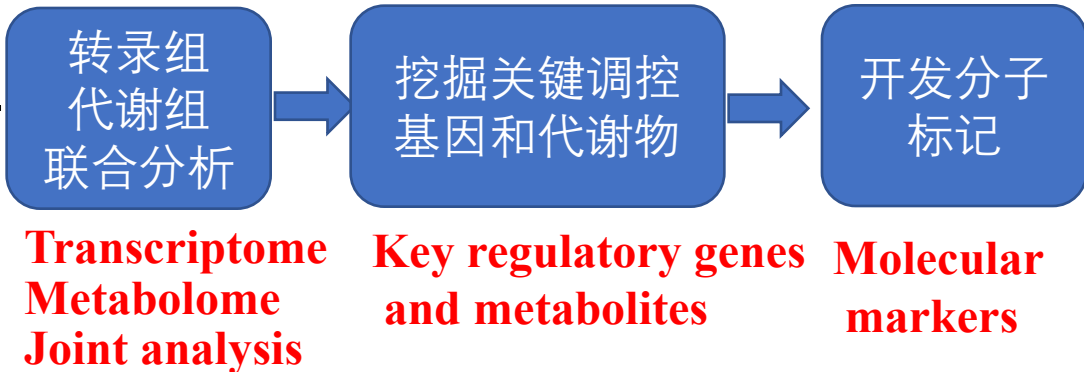 转录组
代谢组
联合分析
挖掘关键调控
基因和代谢物
开发分子
标记
Transcriptome
Metabolome
Joint analysis
Key regulatory genes
and metabolites
Molecular
markers